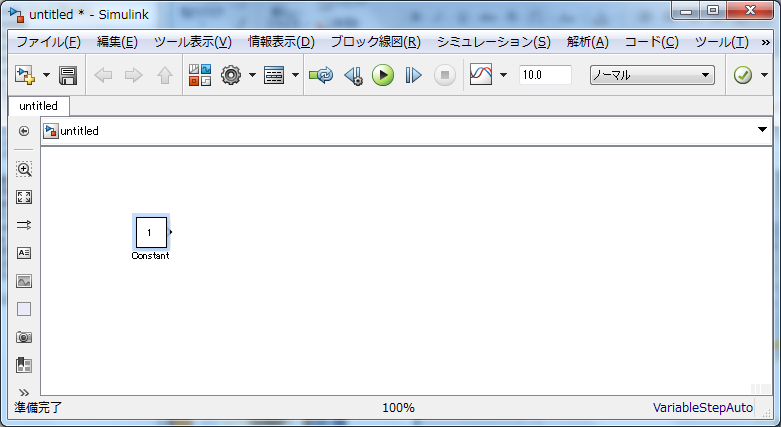 untitled * - Simulink
ファイル(F) 編集(E) ツール表示(V) 情報表示(D) ブロック線図(R) シミュレーション(S) 解析(A) コード(C) ツール(T) »
10.0 ノーマル
untitled
untitled
1
Constant
準備完了 100% VariableStepAuto